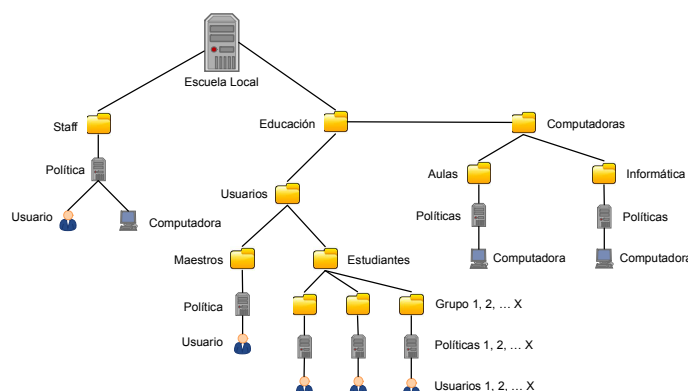 Escuela Local
Staff
Educación
Computadoras
Política
Aulas
Informática
Usuarios
Usuario
Computadora
Políticas
Políticas
Maestros
Estudiantes
Computadora
Computadora
Política
Grupo 1, 2, ... X
Usuario
Políticas 1, 2, ... X
Usuarios 1, 2, ... X